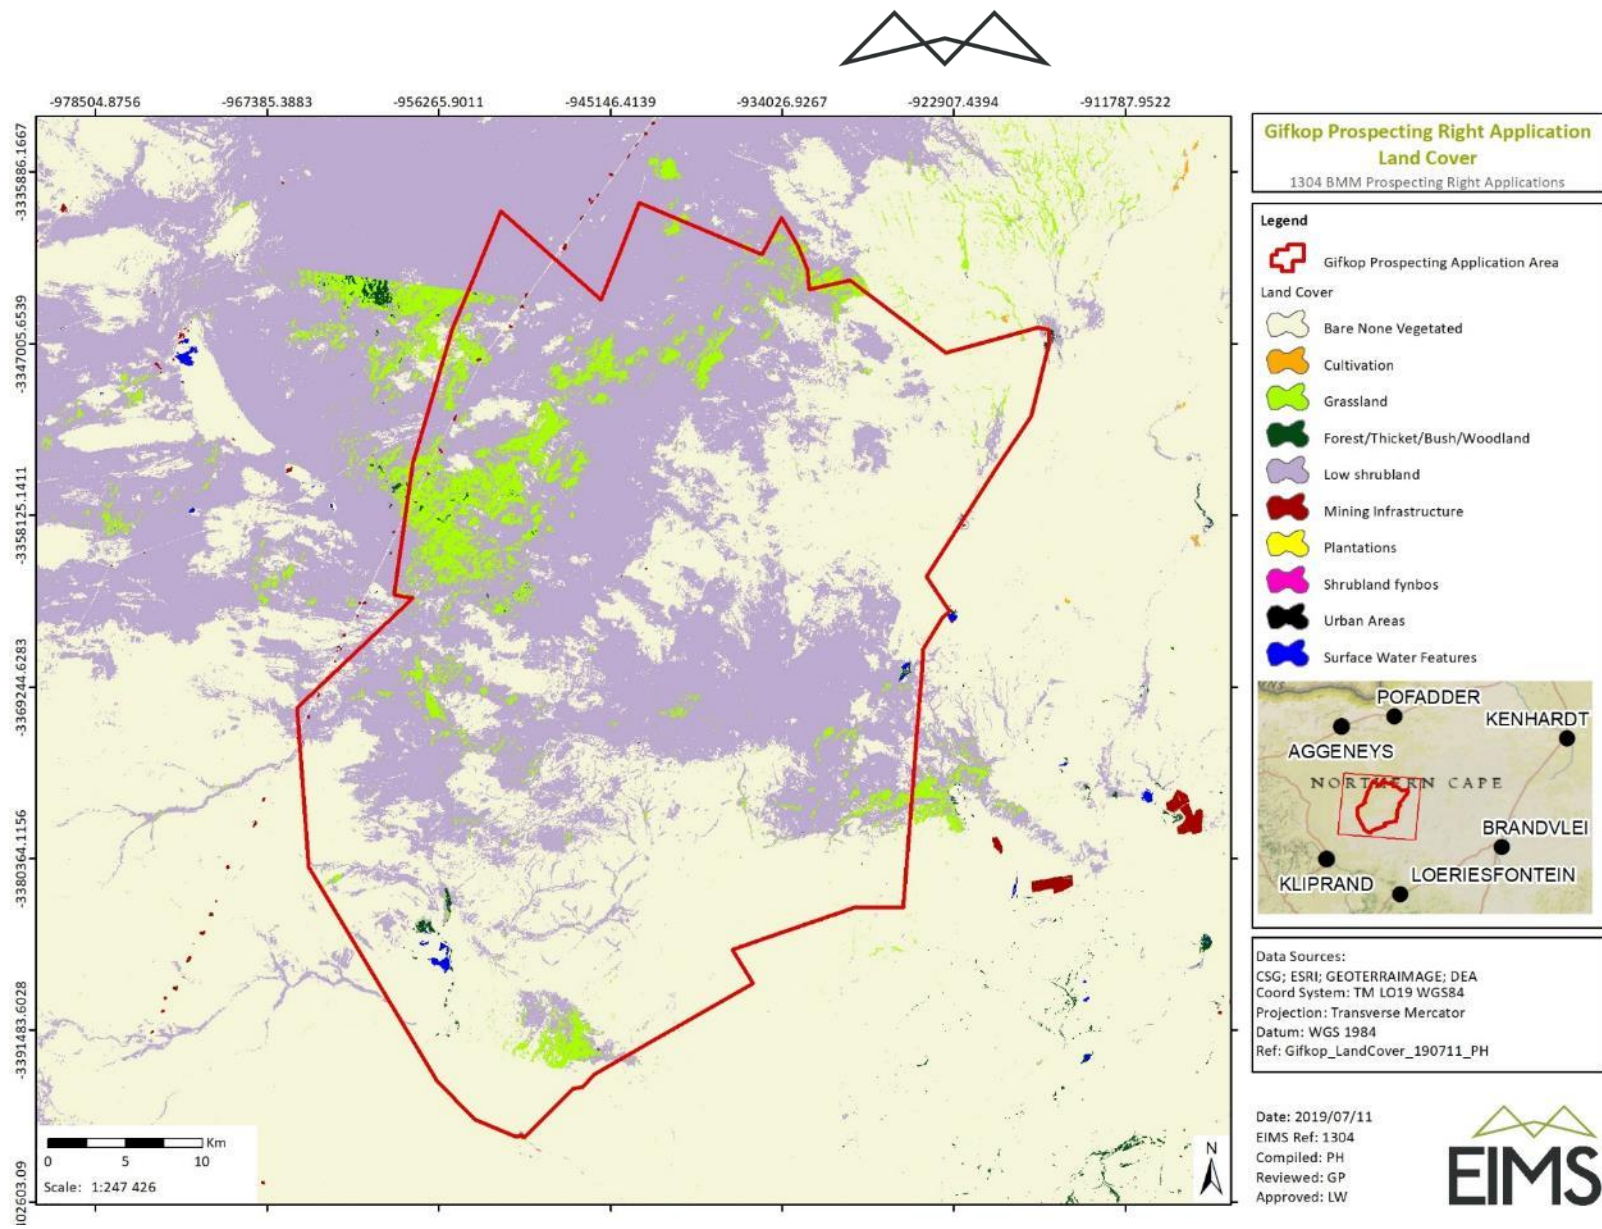 -978504.8756 -967385.3883 -956265.9011 -945146.4139 -934026.9267 -922907.4394 -911787.9522
-3335886.1667
-3347005.6539
-3358125.1411
-3369244.6283
-3380364.1156
-3391483.6028
402603.09
Km
0 5 10
Scale: 1:247 426
N
Gifkop Prospecting Right Application
Land Cover
1304 BMM Prospecting Right Applications
Legend
Gifkop Prospecting Application Area
Land Cover
Bare None Vegetated
Cultivation
Grassland
Forest/Thicket/Bush/Woodland
Low shrubland
Mining Infrastructure
Plantations
Shrubland fynbos
Urban Areas
Surface Water Features
POFADDER
KENHARDT
AGGENEYS
NORTHERN CAPE
BRANDVLEI
LOERIESFONTEIN
KLIPRAND
Data Sources:
CSG; ESRI; GEOTERRAIMAGE; DEA
Coord System: TM LO19 WGS84
Projection: Transverse Mercator
Datum: WGS 1984
Ref: Gifkop_LandCover_190711_PH
Date: 2019/07/11
EIMS Ref: 1304
Compiled: PH
Reviewed: GP
Approved: LW
EIMS